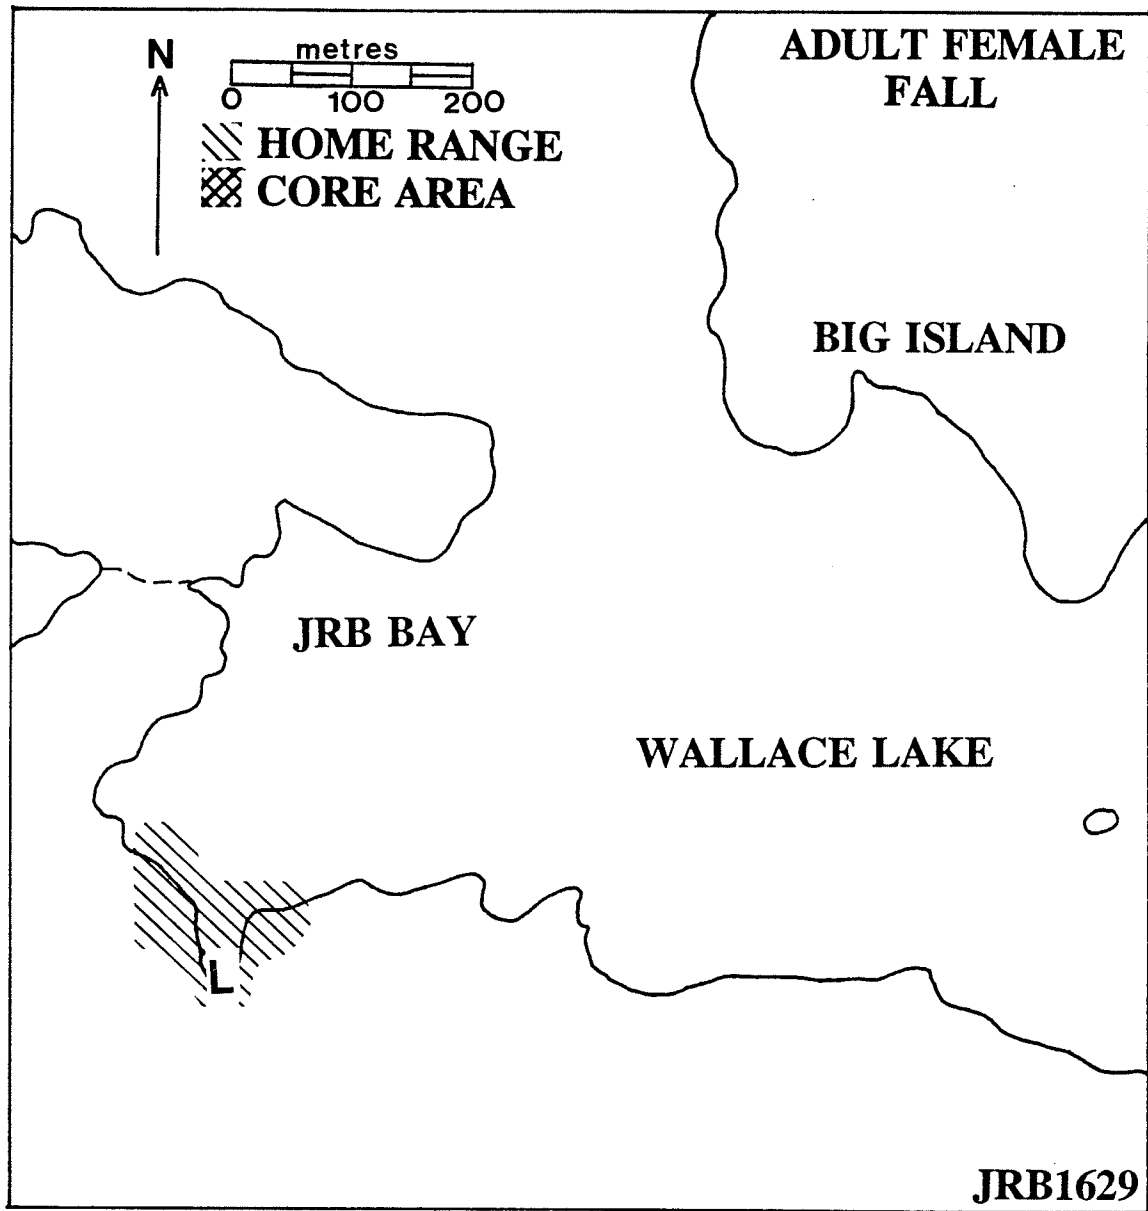 N
metres
0 100 200
HOME RANGE
CORE AREA
ADULT FEMALE
FALL
BIG ISLAND
JRB BAY
WALLACE LAKE
L
JRB1629